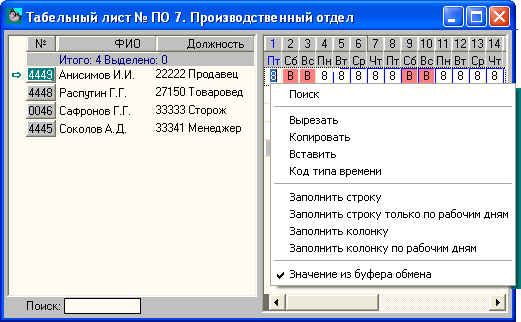 Табельный лист № ПО 7. Производственный отдел
№ ФИО Должность
Итого: 4 Выделено: 0
4449 Анисимов И.И. 22222 Продавец
4448 Распутин Г.Г. 27150 Товаровед
0046 Сафронов Г.Г. 33333 Сторож
4445 Соколов А.Д. 33341 Менеджер
Поиск:
1 2 3 4 5 6 7 8 9 10 11 12 13 14
Пт Сб Вс Пн Вт Ср Чт Пт Сб Вс Пн Вт Ср Чт
8 В В 8 8 8 8 8 В В 8 8 8 8
Поиск
Вырезать
Копировать
Вставить
Код типа времени
Заполнить строку
Заполнить строку только по рабочим дням
Заполнить колонку
Заполнить колонку по рабочим дням
Значение из буфера обмена